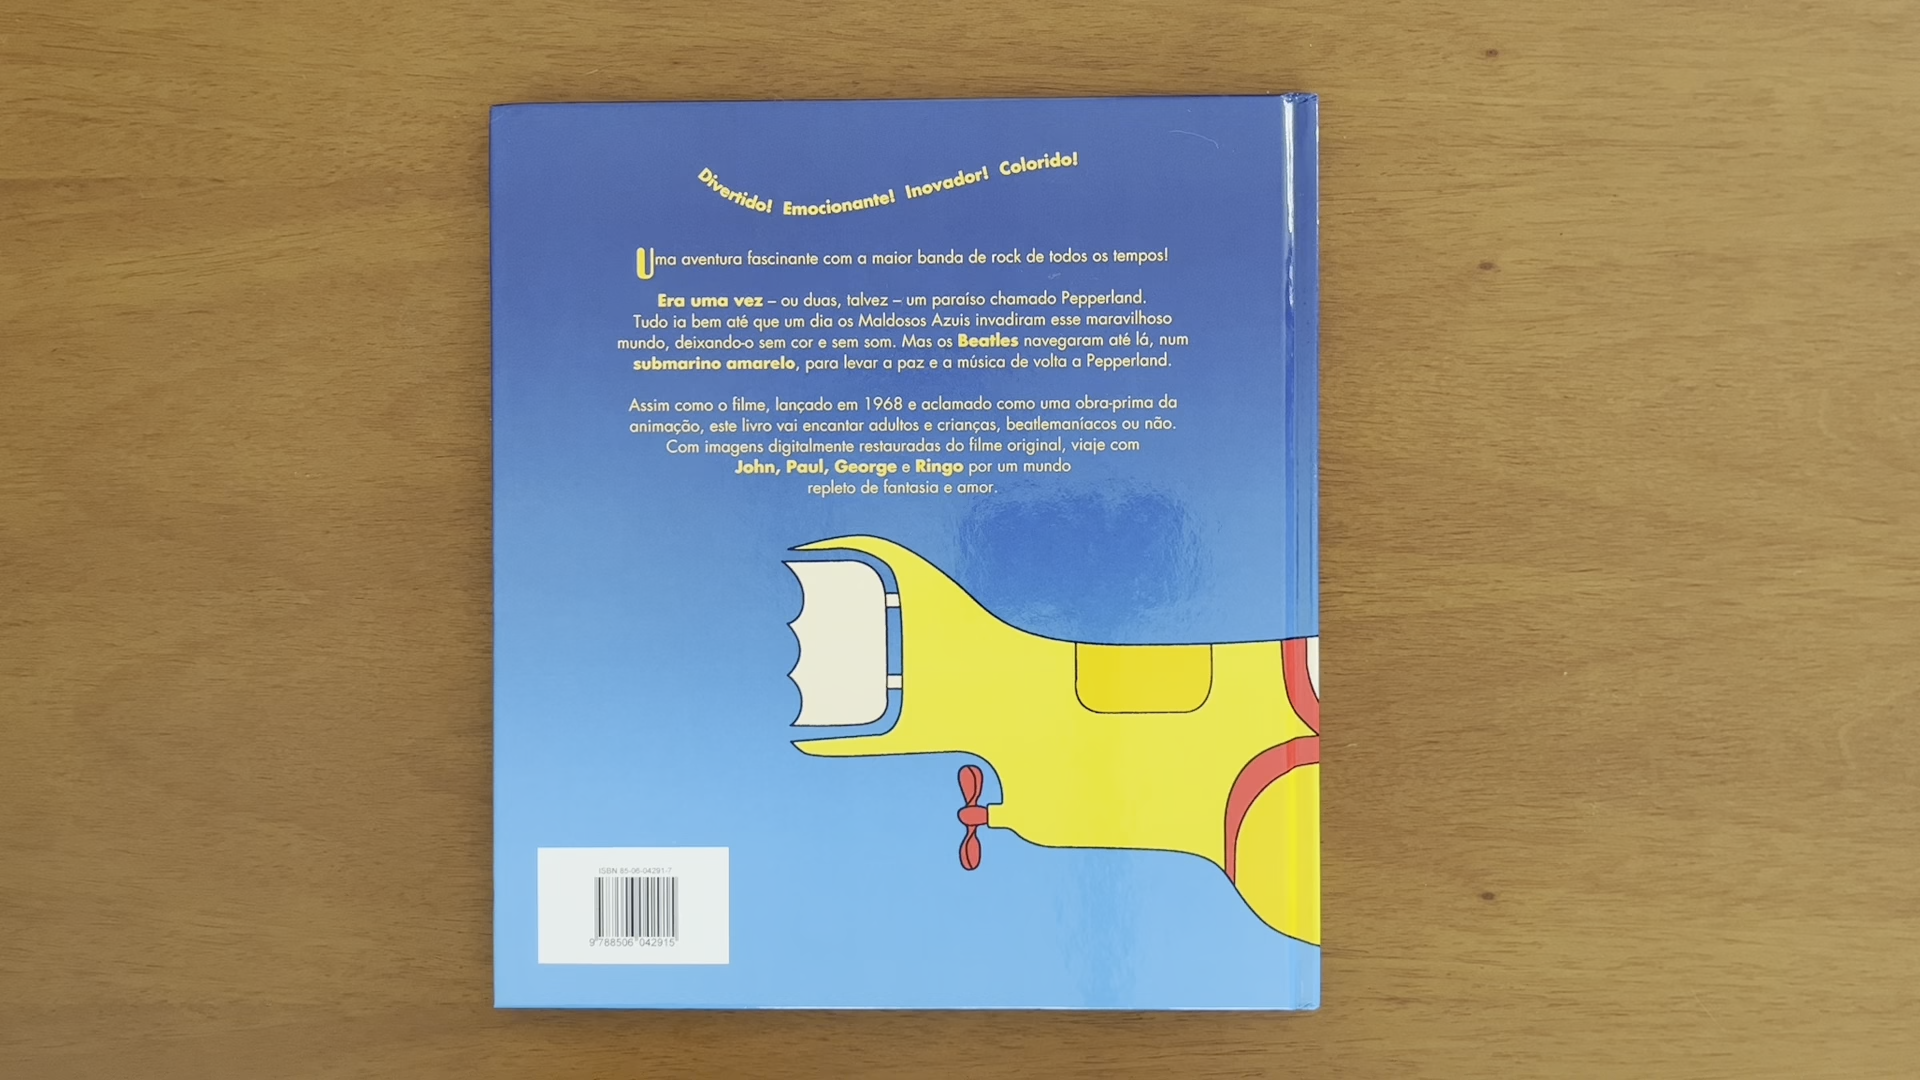 Divertido! Emocionante! Inovador! Colorido!
Uma aventura fascinante com a maior banda de rock de todos os tempos!
Era uma vez – ou duas, talvez – um paraíso chamado Pepperland.
Tudo ia bem até que um dia os Maldosos Azuis invadiram esse maravilhoso
mundo, deixando-o sem cor e sem som. Mas os Beatles navegaram até lá, num
submarino amarelo, para levar a paz e a música de volta a Pepperland.
Assim como o filme, lançado em 1968 e aclamado como uma obra-prima da
animação, este livro vai encantar adultos e crianças, beatlemaníacos ou não.
Com imagens digitalmente restauradas do filme original, viaje com
John, Paul, George e Ringo por um mundo
repleto de fantasia e amor.
ISBN 85-06-04291-7
9 788506 042915